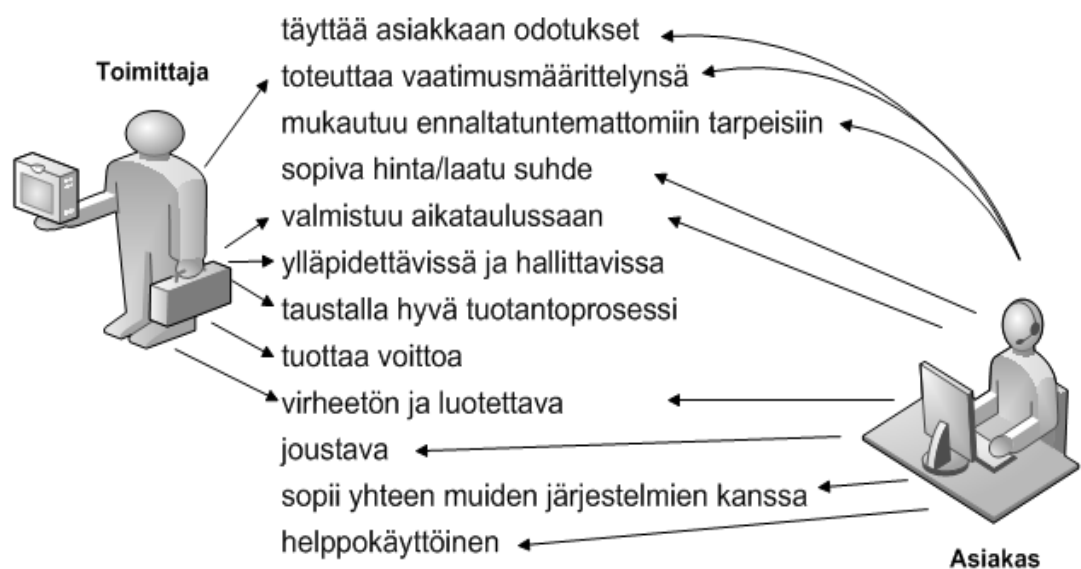 täyttää asiakkaan odotukset
Toimittaja
toteuttaa vaatimusmäärittelynsä
mukautuu ennaltatuntemattomiin tarpeisiin
sopiva hinta/laatu suhde
valmistuu aikataulussaan
ylläpidettävissä ja hallittavissa
taustalla hyvä tuotantoprosessi
tuottaa voittoa
virheetön ja luotettava
joustava
sopii yhteen muiden järjestelmien kanssa
helppokäyttöinen
Asiakas